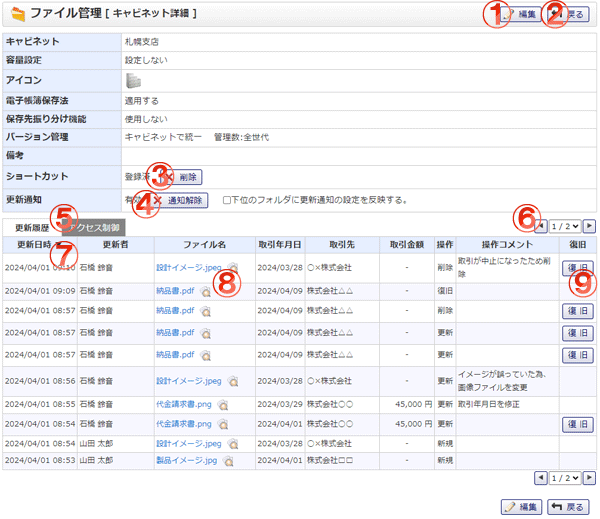 ファイル管理 [ キャビネット詳細 ] ① 編集 ② 戻る
キャビネット 札幌支店
容量設定 設定しない
アイコン
電子帳簿保存法 適用する
保存先振り分け機能 使用しない
バージョン管理 キャビネットで統一 管理数:全世代
備考
ショートカット 登録済 ③ 削除
更新通知 有効 ④ 通知解除 下位のフォルダに更新通知の設定を反映する。
更新履歴 ⑤ アクセス制御 ⑥ 1 / 2
更新日時 ⑦ 更新者 ファイル名 取引年月日 取引先 取引金額 操作 操作コメント 復旧
2024/04/01 09:10 石橋 鈴音 設計イメージ.jpeg 2024/03/28 〇×株式会社 - 削除 取引が中止になったため削除 復旧
⑧ ⑨
2024/04/01 09:09 石橋 鈴音 納品書.pdf 2024/04/09 株式会社△△ - 復旧
2024/04/01 08:57 石橋 鈴音 納品書.pdf 2024/04/09 株式会社△△ - 削除 復旧
2024/04/01 08:57 石橋 鈴音 納品書.pdf 2024/04/09 株式会社△△ - 更新 復旧
2024/04/01 08:57 石橋 鈴音 納品書.pdf 2024/04/09 株式会社△△ - 更新 復旧
2024/04/01 08:56 石橋 鈴音 設計イメージ.jpeg 2024/03/28 〇×株式会社 - 更新 イメージが誤っていた為、画像ファイルを変更
2024/04/01 08:55 石橋 鈴音 代金請求書.png 2024/03/29 株式会社〇〇 45,000 円 更新 取引年月日を修正
2024/04/01 08:54 石橋 鈴音 代金請求書.png 2024/04/01 株式会社〇〇 45,000 円 更新 復旧
2024/04/01 08:54 山田 太郎 設計イメージ.jpeg 2024/03/28 〇×株式会社 - 新規
2024/04/01 08:53 山田 太郎 製品イメージ.jpg 2024/04/01 株式会社□□ - 新規
1 / 2
編集 戻る